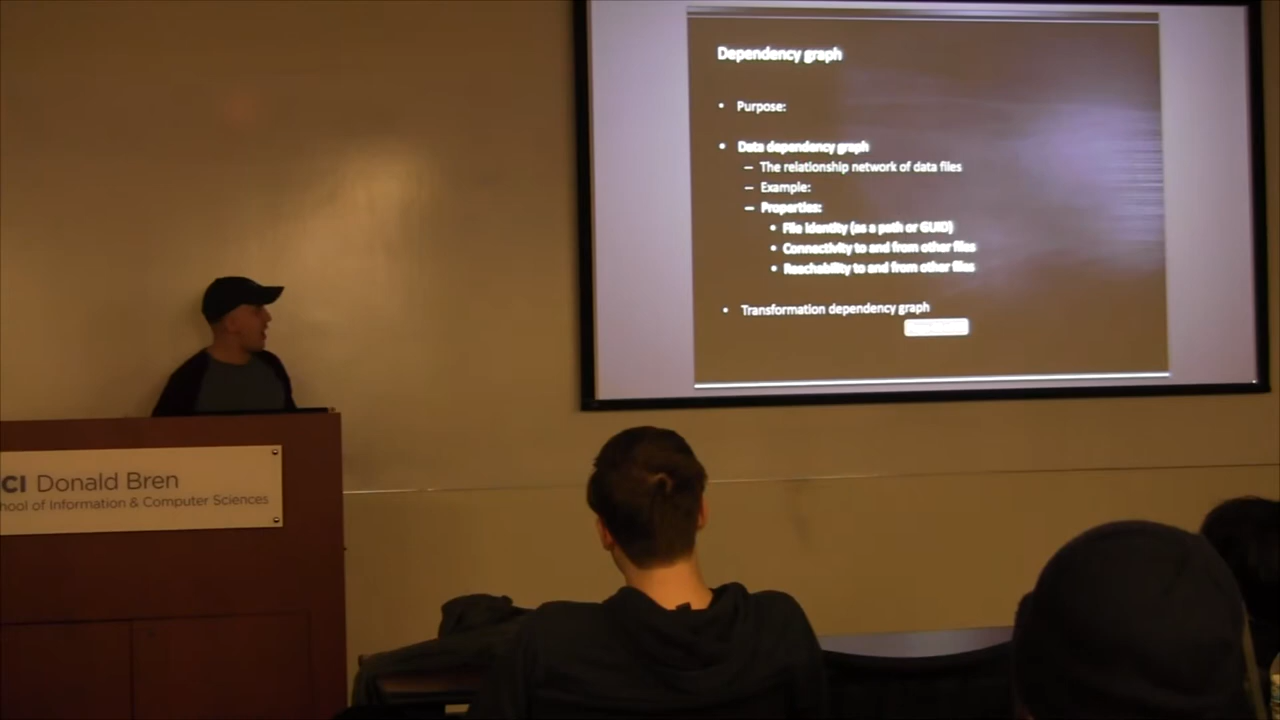 Dependency graph
• Purpose:
• Data dependency graph
– The relationship network of data files
– Example:
– Properties:
• File identity (as a path or GUID)
• Connectivity to and from other files
• Reachability to and from other files
• Transformation dependency graph
CI Donald Bren
hool of Information & Computer Sciences